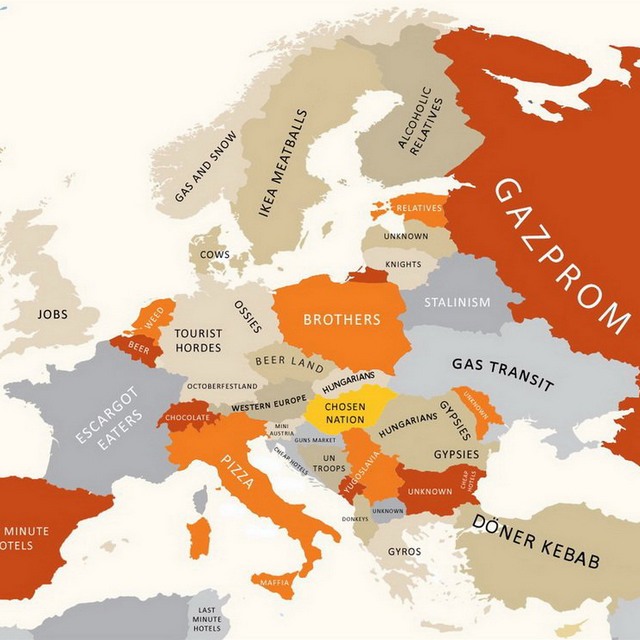 GAS AND SNOW
IKEA MEATBALLS
ALCOHOLIC
RELATIVES
GAZPROM
RELATIVES
UNKNOWN
KNIGHTS
COWS
JOBS
WEED
BEER
TOURIST
HORDES
OSSIES
BROTHERS
STALINISM
BEER LAND
GAS TRANSIT
ESCARGOT
EATERS
OCTOBERFESTLAND
WESTERN EUROPE
HUNGARIANS
CHOSEN
NATION
HUNGARIANS
GYPSIES
UNKNOWN
CHOCOLATE
MINI
AUSTRIA
GUNS MARKET
CHEAP HOTELS
UN
TROOPS
YUGOSLAVIA
GYPSIES
PIZZA
UNKNOWN
CHEAP
HOTELS
MINUTE
OTELS
DONKEYS
UNKNOWN
GYROS
DÖNER KEBAB
MAFFIA
LAST
MINUTE
HOTELS